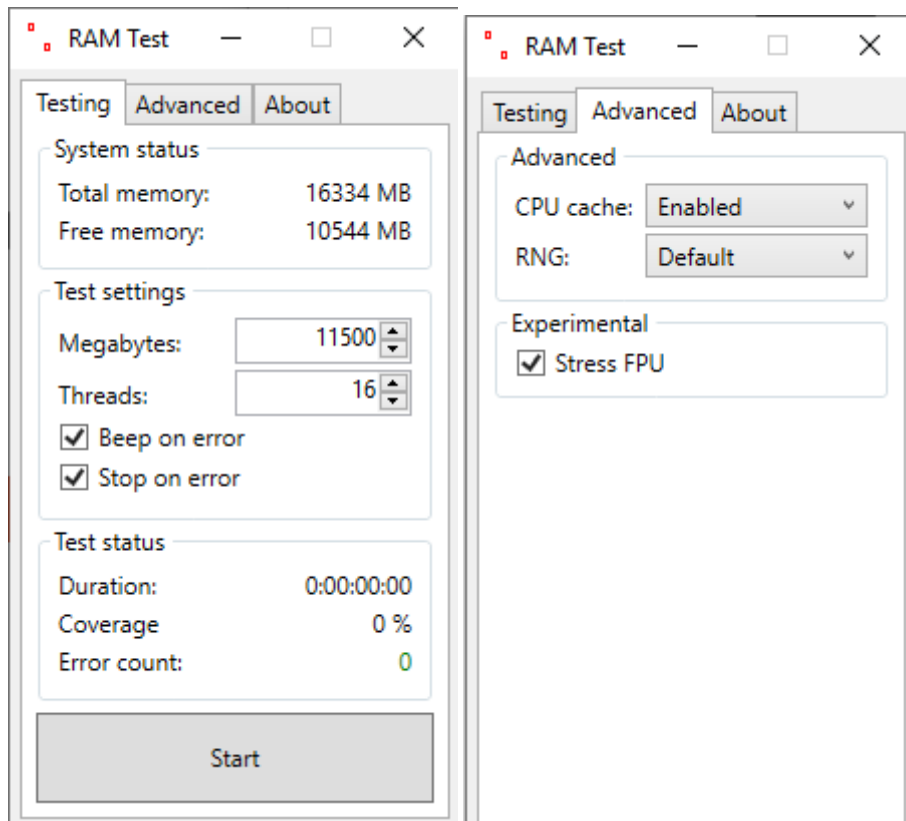 RAM Test
Testing Advanced About
System status
Total memory: 16334 MB
Free memory: 10544 MB
Test settings
Megabytes: 11500
Threads: 16
Beep on error
Stop on error
Test status
Duration: 0:00:00:00
Coverage 0 %
Error count: 0
Start
RAM Test
Testing Advanced About
Advanced
CPU cache: Enabled
RNG: Default
Experimental
Stress FPU